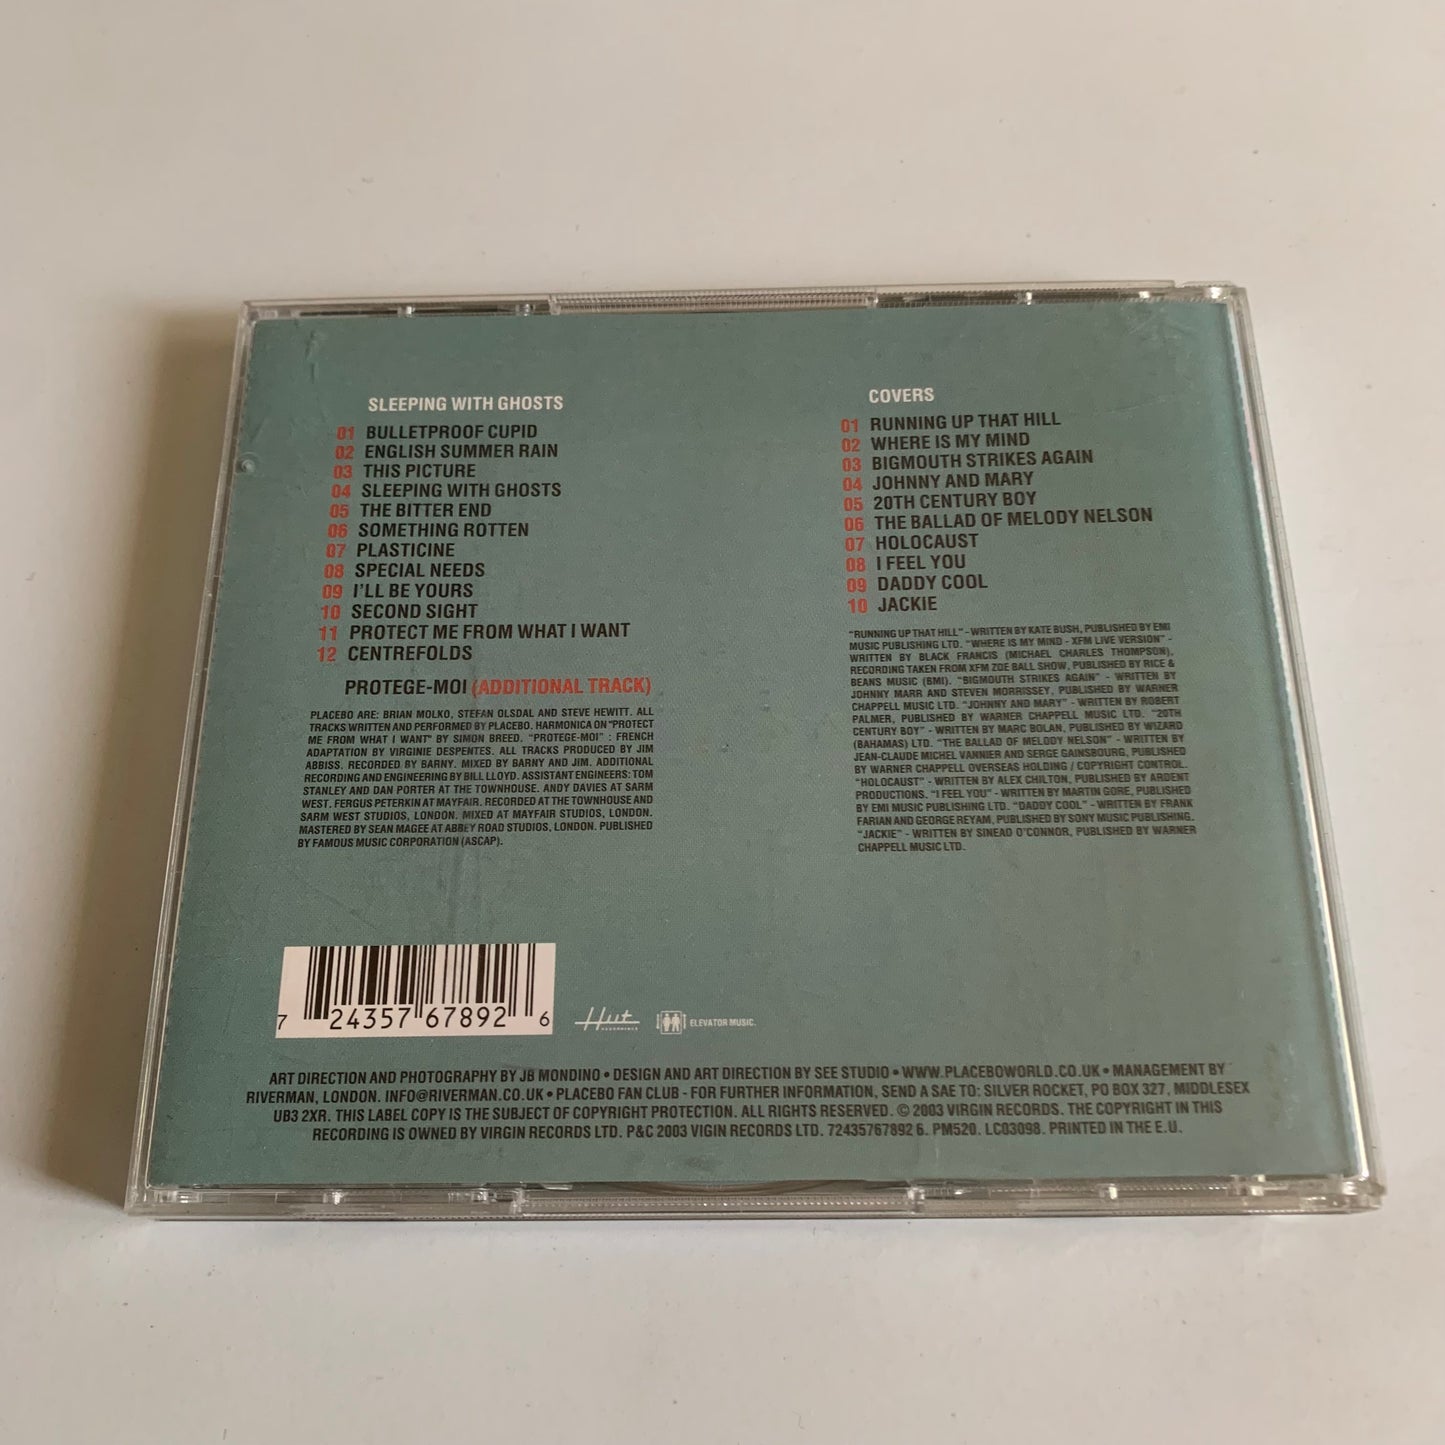 SLEEPING WITH GHOSTS
01 BULLETPROOF CUPID
02 ENGLISH SUMMER RAIN
03 THIS PICTURE
04 SLEEPING WITH GHOSTS
05 THE BITTER END
06 SOMETHING ROTTEN
07 PLASTICINE
08 SPECIAL NEEDS
09 I'LL BE YOURS
10 SECOND SIGHT
11 PROTECT ME FROM WHAT I WANT
12 CENTREFOLDS
PROTEGE-MOI (ADDITIONAL TRACK)
PLACEBO ARE: BRIAN MOLKO, STEFAN OLSDAL AND STEVE HEWITT. ALL
TRACKS WRITTEN AND PERFORMED BY PLACEBO. HARMONICA ON "PROTECT
ME FROM WHAT I WANT" BY SIMON BREED. "PROTEGE-MOI" : FRENCH
ADAPTATION BY VIRGINIE DESPENTES. ALL TRACKS PRODUCED BY JIM
ABBISS. RECORDED BY BARNY. MIXED BY BARNY AND JIM. ADDITIONAL
RECORDING AND ENGINEERING BY BILL LLOYD. ASSISTANT ENGINEERS: TOM
STANLEY AND DAN PORTER AT THE TOWNHOUSE. ANDY DAVIES AT SARM
WEST. FERGUS PETERKIN AT MAYFAIR. RECORDED AT THE TOWNHOUSE AND
SARM WEST STUDIOS, LONDON. MIXED AT MAYFAIR STUDIOS, LONDON.
MASTERED BY SEAN MAGEE AT ABBEY ROAD STUDIOS, LONDON. PUBLISHED
BY FAMOUS MUSIC CORPORATION (ASCAP).
COVERS
01 RUNNING UP THAT HILL
02 WHERE IS MY MIND
03 BIGMOUTH STRIKES AGAIN
04 JOHNNY AND MARY
05 20TH CENTURY BOY
06 THE BALLAD OF MELODY NELSON
07 HOLOCAUST
08 I FEEL YOU
09 DADDY COOL
10 JACKIE
"RUNNING UP THAT HILL" - WRITTEN BY KATE BUSH, PUBLISHED BY EMI
MUSIC PUBLISHING LTD. "WHERE IS MY MIND - XFM LIVE VERSION" -
WRITTEN BY BLACK FRANCIS (MICHAEL CHARLES THOMPSON),
RECORDING TAKEN FROM XFM ZOE BALL SHOW, PUBLISHED BY RICE &
BEANS MUSIC (BMI). "BIGMOUTH STRIKES AGAIN" - WRITTEN BY
JOHNNY MARR AND STEVEN MORRISSEY, PUBLISHED BY WARNER
CHAPPELL MUSIC LTD. "JOHNNY AND MARY" - WRITTEN BY ROBERT
PALMER, PUBLISHED BY WARNER CHAPPELL MUSIC LTD. "20TH
CENTURY BOY" - WRITTEN BY MARC BOLAN, PUBLISHED BY WIZARD
(BAHAMAS) LTD. "THE BALLAD OF MELODY NELSON" - WRITTEN BY
JEAN-CLAUDE MICHEL VANNIER AND SERGE GAINSBOURG, PUBLISHED
BY WARNER CHAPPELL OVERSEAS HOLDING / COPYRIGHT CONTROL.
"HOLOCAUST" - WRITTEN BY ALEX CHILTON, PUBLISHED BY ARDENT
PRODUCTIONS. "I FEEL YOU" - WRITTEN BY MARTIN GORE, PUBLISHED
BY EMI MUSIC PUBLISHING LTD. "DADDY COOL" - WRITTEN BY FRANK
FARIAN AND GEORGE REYAM, PUBLISHED BY SONY MUSIC PUBLISHING.
"JACKIE" - WRITTEN BY SINEAD O'CONNOR, PUBLISHED BY WARNER
CHAPPELL MUSIC LTD.
7 24357 67892 6
Hut
RECORDINGS
ELEVATOR MUSIC.
ART DIRECTION AND PHOTOGRAPHY BY JB MONDINO • DESIGN AND ART DIRECTION BY SEE STUDIO • WWW.PLACEBOWORLD.CO.UK • MANAGEMENT BY
RIVERMAN, LONDON. INFO@RIVERMAN.CO.UK • PLACEBO FAN CLUB - FOR FURTHER INFORMATION, SEND A SAE TO: SILVER ROCKET, PO BOX 327, MIDDLESEX
UB3 2XR. THIS LABEL COPY IS THE SUBJECT OF COPYRIGHT PROTECTION. ALL RIGHTS RESERVED. © 2003 VIRGIN RECORDS. THE COPYRIGHT IN THIS
RECORDING IS OWNED BY VIRGIN RECORDS LTD. P&C 2003 VIGIN RECORDS LTD. 72435767892 6. PM520. LC03098. PRINTED IN THE E.U.